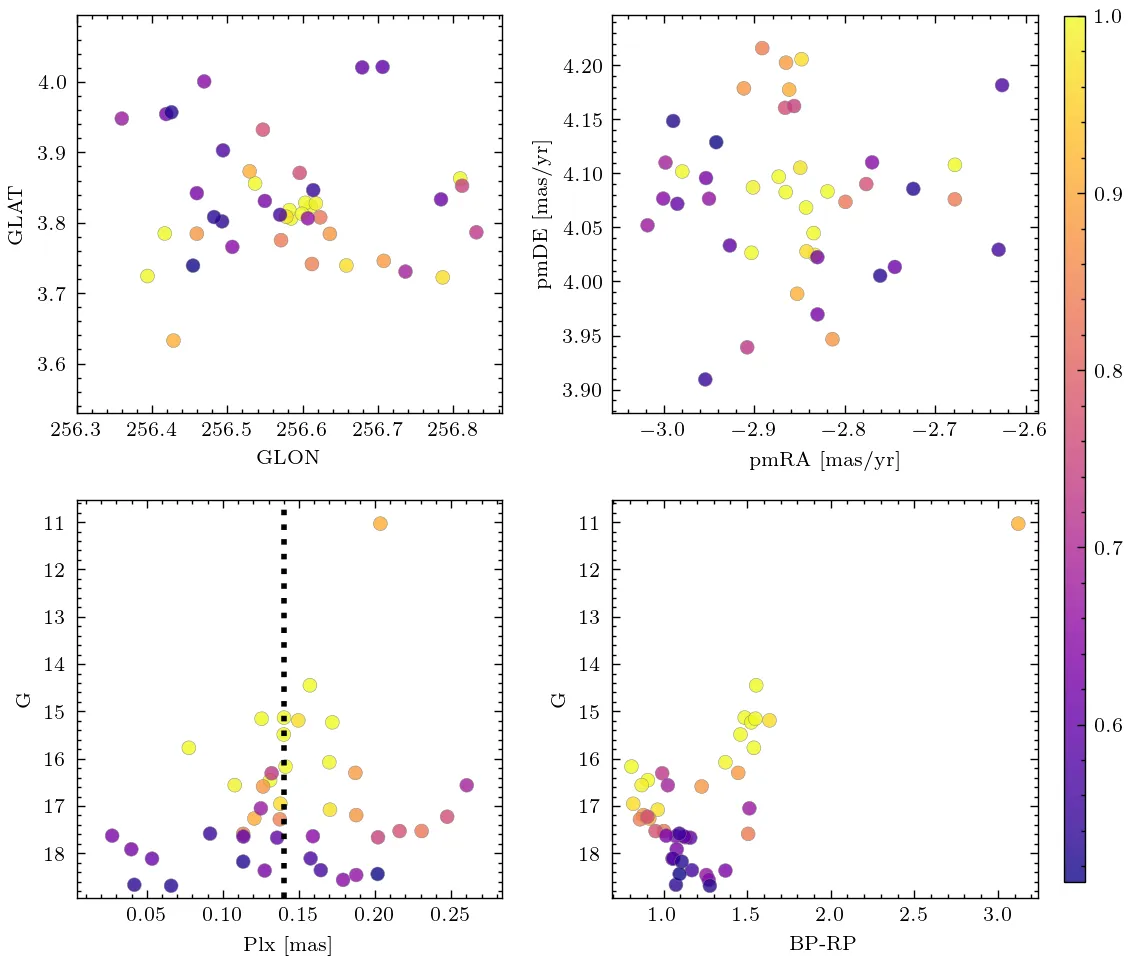 4.0
3.9
3.8
3.7
3.6
GLAT
256.3 256.4 256.5 256.6 256.7 256.8
GLON
4.20
4.15
4.10
4.05
4.00
3.95
3.90
pmDE [mas/yr]
−3.0 −2.9 −2.8 −2.7 −2.6
pmRA [mas/yr]
11
12
13
14
15
16
17
18
G
0.05 0.10 0.15 0.20 0.25
Plx [mas]
11
12
13
14
15
16
17
18
G
1.0 1.5 2.0 2.5 3.0
BP-RP
1.0
0.9
0.8
0.7
0.6